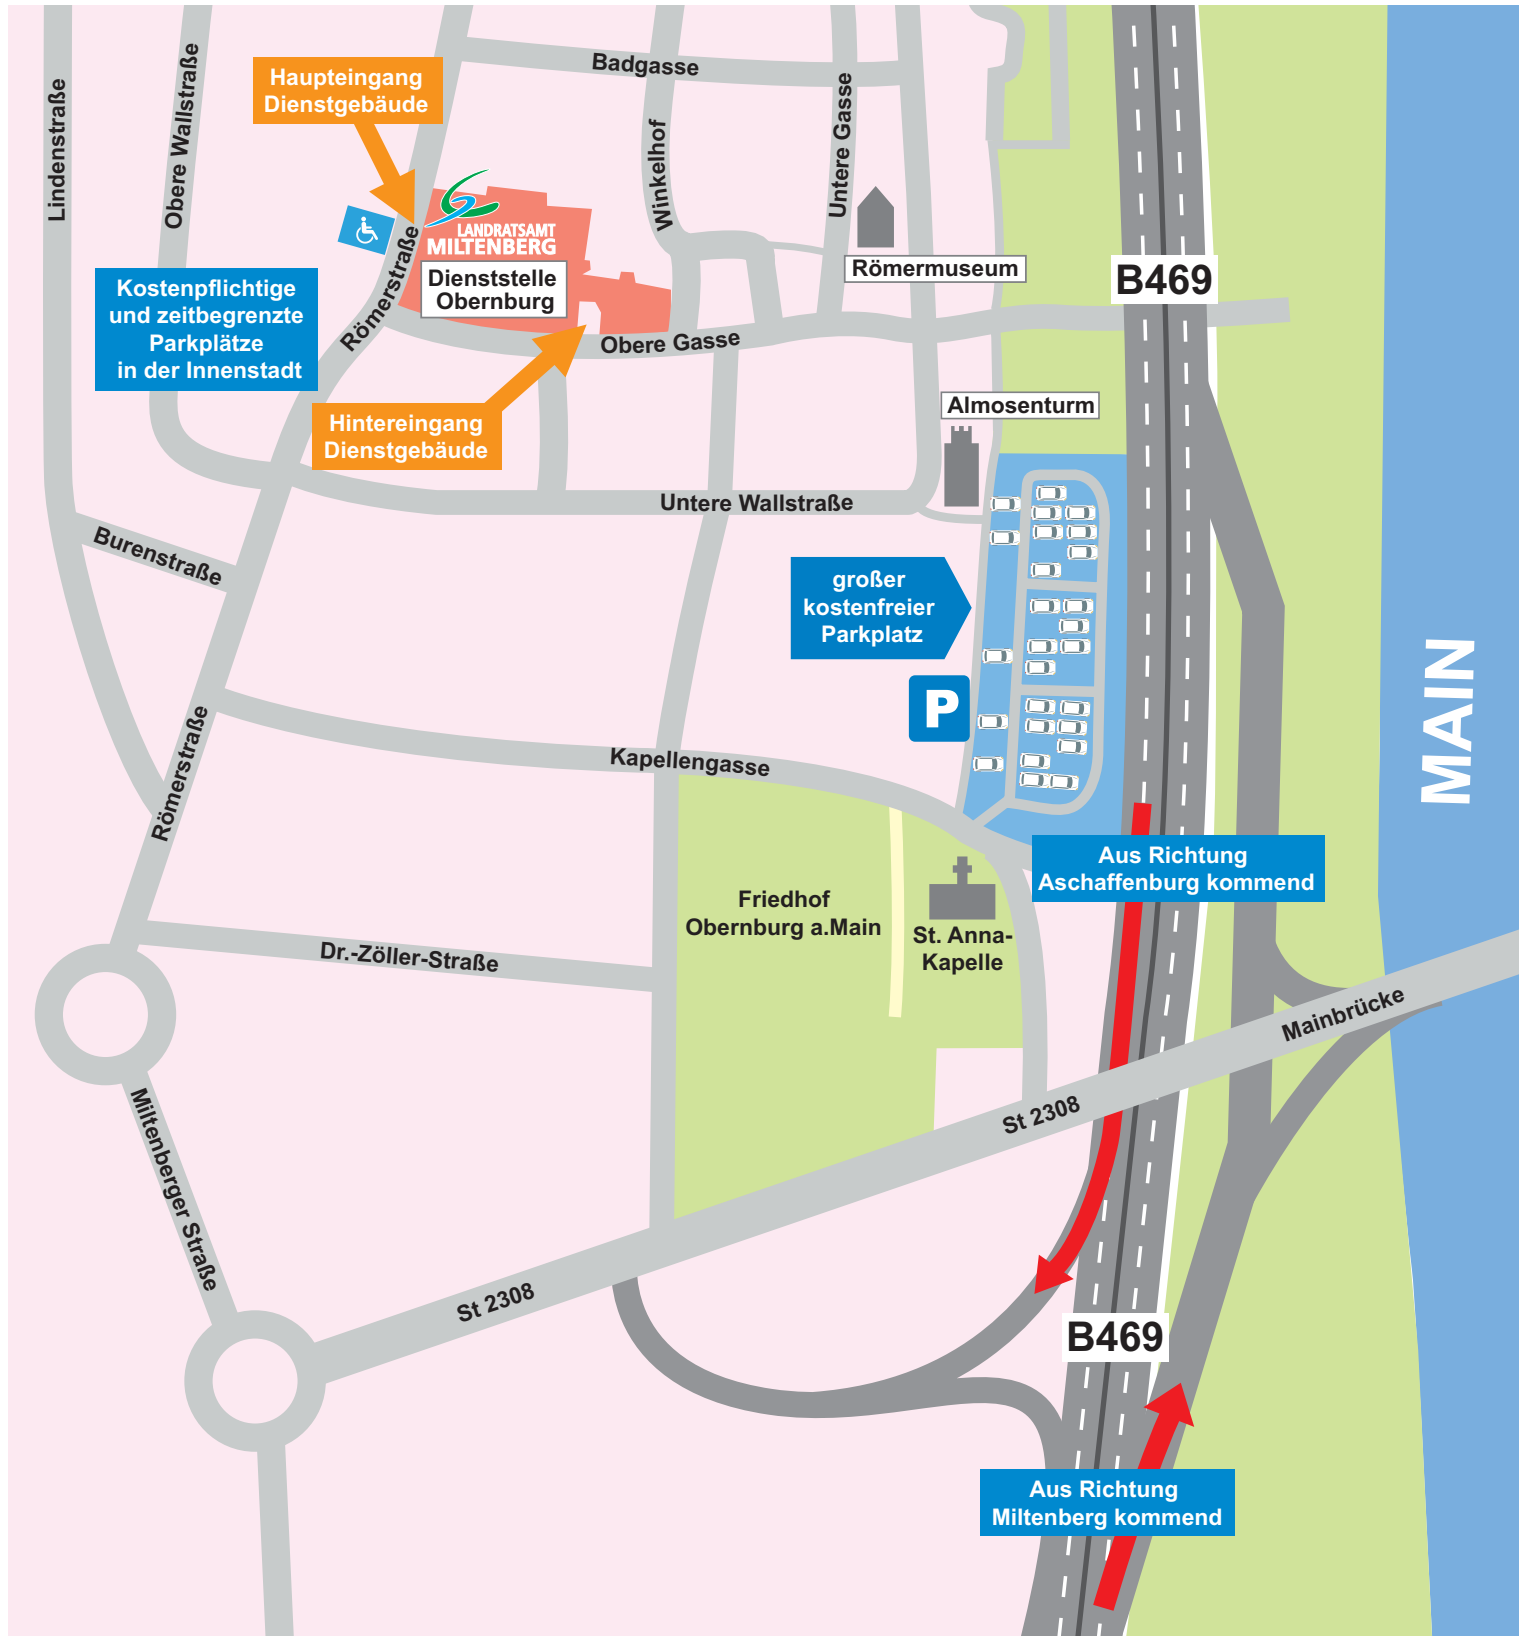 Badgasse
Haupteingang
Dienstgebäude
Lindenstraße
Obere Wallstraße
Winkelhof
Untere Gasse
LANDRATSAMT
MILTENBERG
Dienststelle
Obernburg
Römerstraße
Römermuseum
B469
Kostenpflichtige
und zeitbegrenzte
Parkplätze
in der Innenstadt
Obere Gasse
Hintereingang
Dienstgebäude
Almosenturm
Untere Wallstraße
Burenstraße
großer
kostenfreier
Parkplatz
P
MAIN
Römerstraße
Kapellengasse
Aus Richtung
Aschaffenburg kommend
Friedhof
Obernburg a.Main
St. Anna-
Kapelle
Dr.-Zöller-Straße
Mainbrücke
St 2308
Miltenberger Straße
St 2308
B469
Aus Richtung
Miltenberg kommend